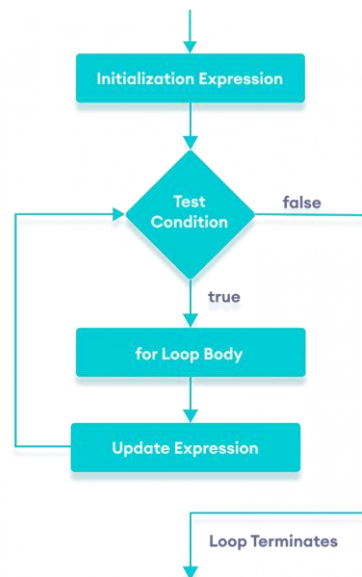 Initialization Expression
Test
Condition
false
true
for Loop Body
Update Expression
Loop Terminates